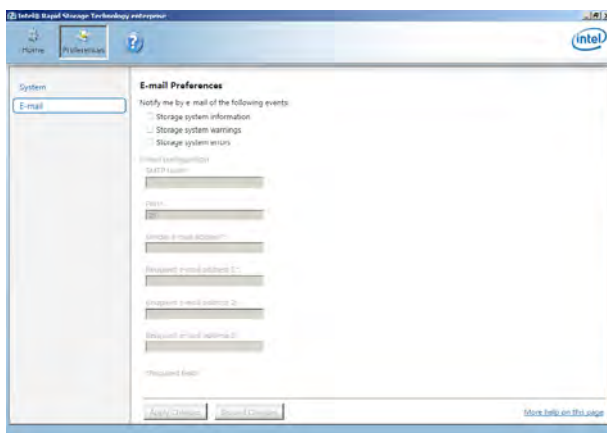 Intel® Rapid Storage Technology enterprise
Home
Preferences
intel
System
E-mail
E-mail Preferences
Notify me by e-mail of the following events:
Storage system information
Storage system warnings
Storage system errors
E-mail configuration
SMTP host*:
Port*:
25
Sender e-mail address*:
Recipient e-mail address 1*:
Recipient e-mail address 2:
Recipient e-mail address 3:
*Required field
Apply Changes
Discard Changes
More help on this page